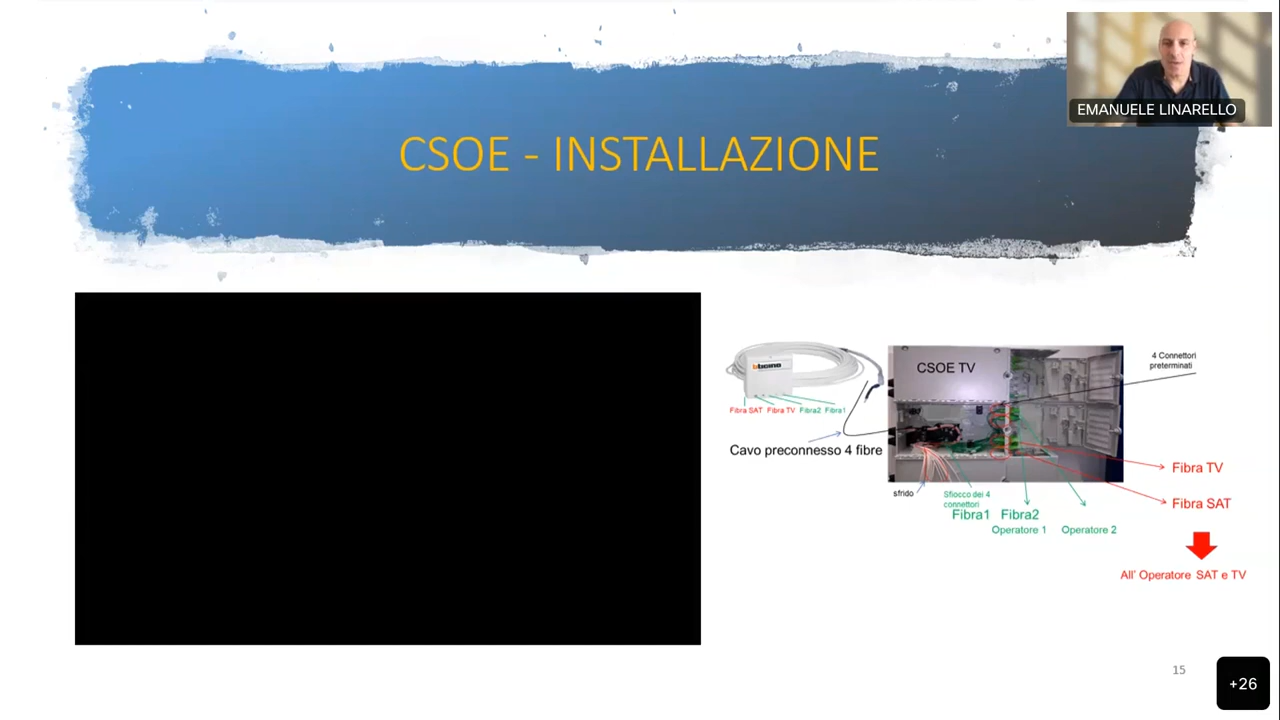 EMANUELE LINARELLO
CSOE - INSTALLAZIONE
bticino
Fibra SAT Fibra TV Fibra2 Fibra1
Cavo preconnesso 4 fibre
CSOE TV
4 Connettori
preterminati
Fibra TV
Fibra SAT
sfrido
Sfiocco dei 4
connettori
Fibra1 Fibra2
Operatore 1 Operatore 2
All' Operatore SAT e TV
15
+26